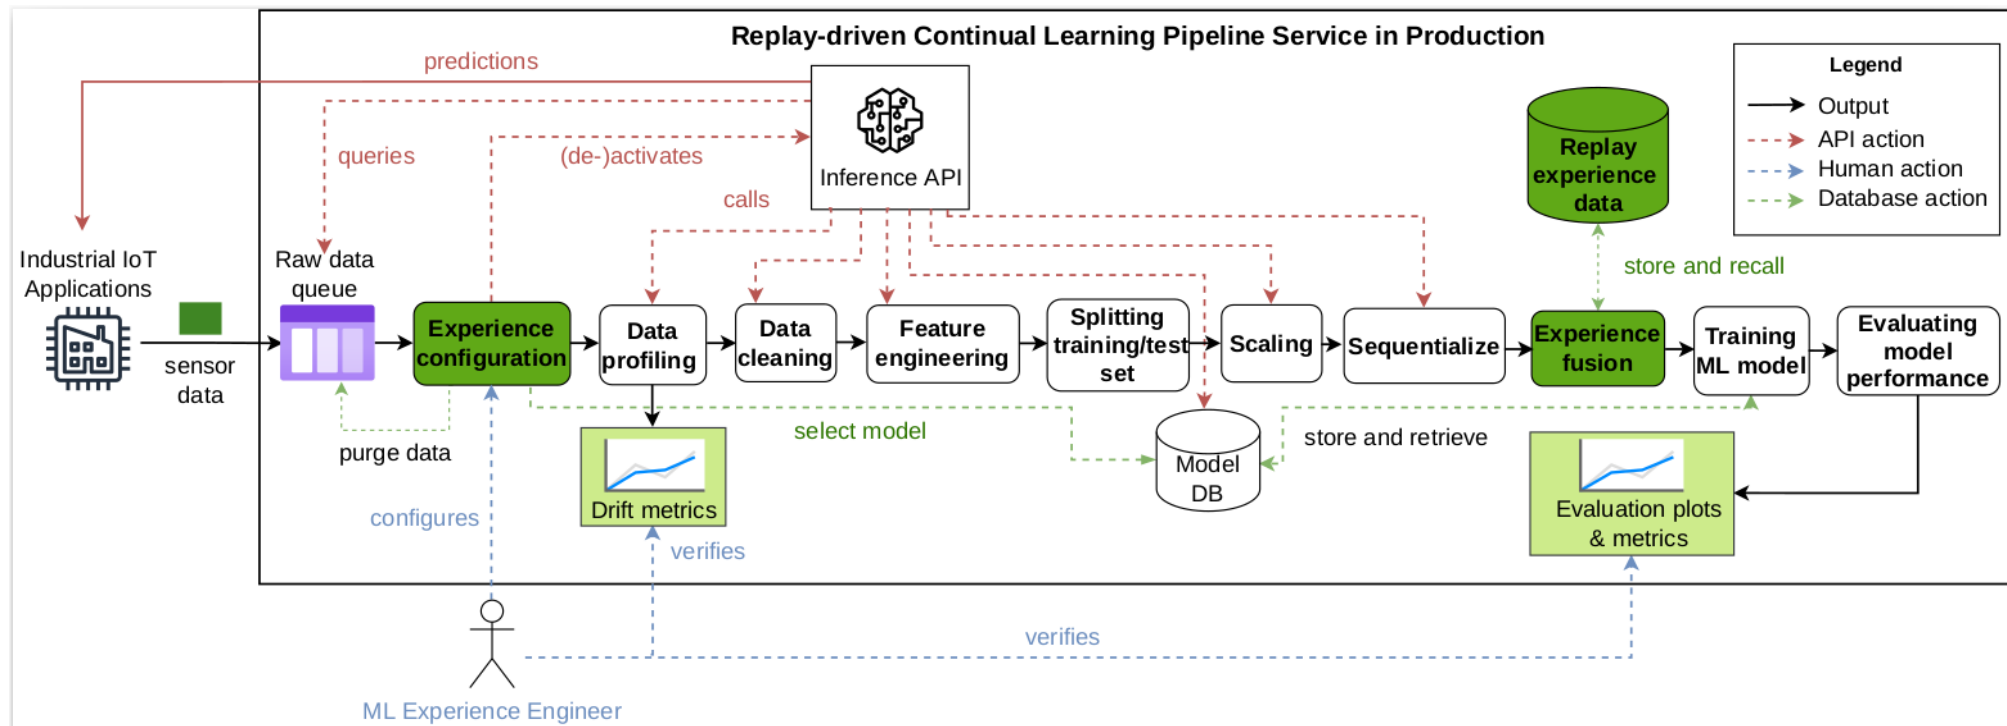 Replay-driven Continual Learning Pipeline Service in Production
predictions
queries
(de-)activates
calls
Inference API
Replay
experience
data
Legend
Output
API action
Human action
Database action
store and recall
Industrial IoT
Applications
sensor
data
Raw data
queue
Experience
configuration
Data
profiling
Data
cleaning
Feature
engineering
Splitting
training/test
set
Scaling
Sequentialize
Experience
fusion
Training
ML model
Evaluating
model
performance
purge data
select model
Model
DB
store and retrieve
Drift metrics
Evaluation plots
& metrics
configures
verifies
verifies
ML Experience Engineer